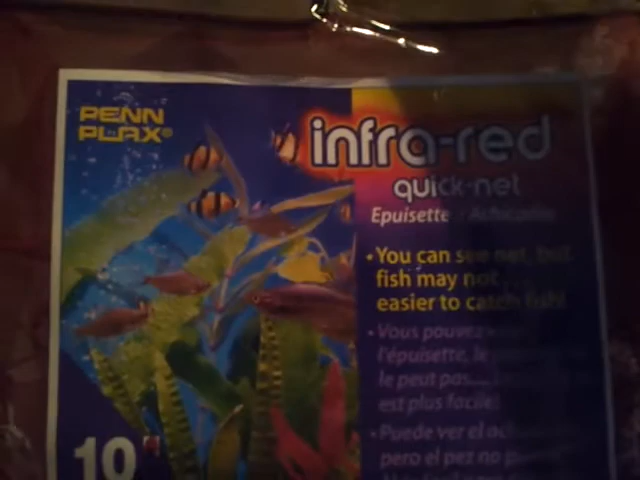 PENN
PLAX®
infra-red
quick-net
Epuisette
• You can see net, but
fish may not
easier to catch fish!
• Vous pouvez
l'épuisette, le
le peut pas...
est plus facile!
• Puede ver el
pero el pez no
10"